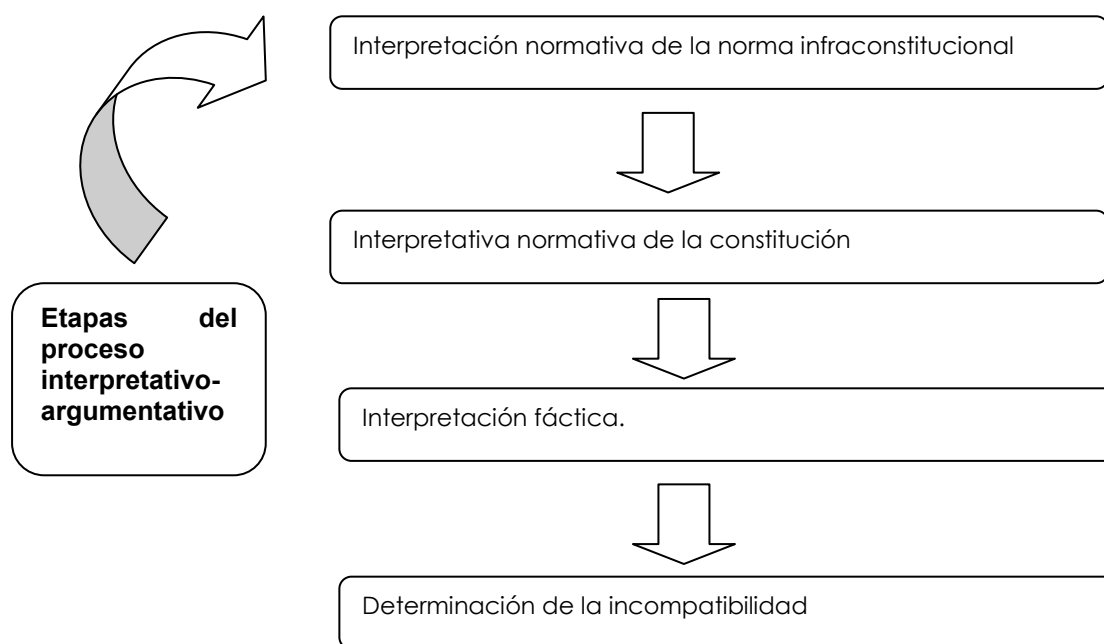 Interpretación normativa de la norma infraconstitucional
Interpretativa normativa de la constitución
Etapas del
proceso
interpretativo-
argumentativo
Interpretación fáctica.
Determinación de la incompatibilidad